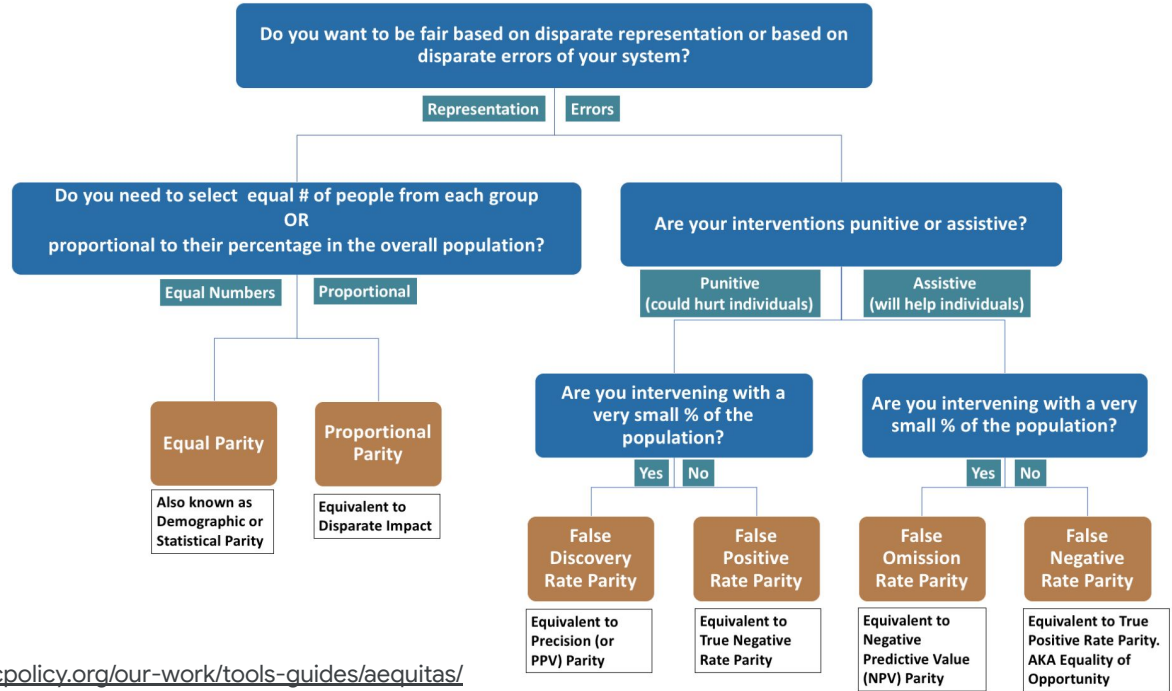 Do you want to be fair based on disparate representation or based on
disparate errors of your system?
Representation
Errors
Do you need to select equal # of people from each group
OR
proportional to their percentage in the overall population?
Are your interventions punitive or assistive?
Equal Numbers
Proportional
Punitive
(could hurt individuals)
Assistive
(will help individuals)
Are you intervening with a
very small % of the
population?
Are you intervening with a very
small % of the population?
Yes
No
Yes
No
Equal Parity
Proportional
Parity
Also known as
Demographic or
Statistical Parity
Equivalent to
Disparate Impact
False
Discovery
Rate Parity
False
Positive
Rate Parity
False
Omission
Rate Parity
False
Negative
Rate Parity
Equivalent to
Precision (or
PPV) Parity
Equivalent to
True Negative
Rate Parity
Equivalent to
Negative
Predictive Value
(NPV) Parity
Equivalent to True
Positive Rate Parity.
AKA Equality of
Opportunity
cpolicy.org/our-work/tools-guides/aequitas/